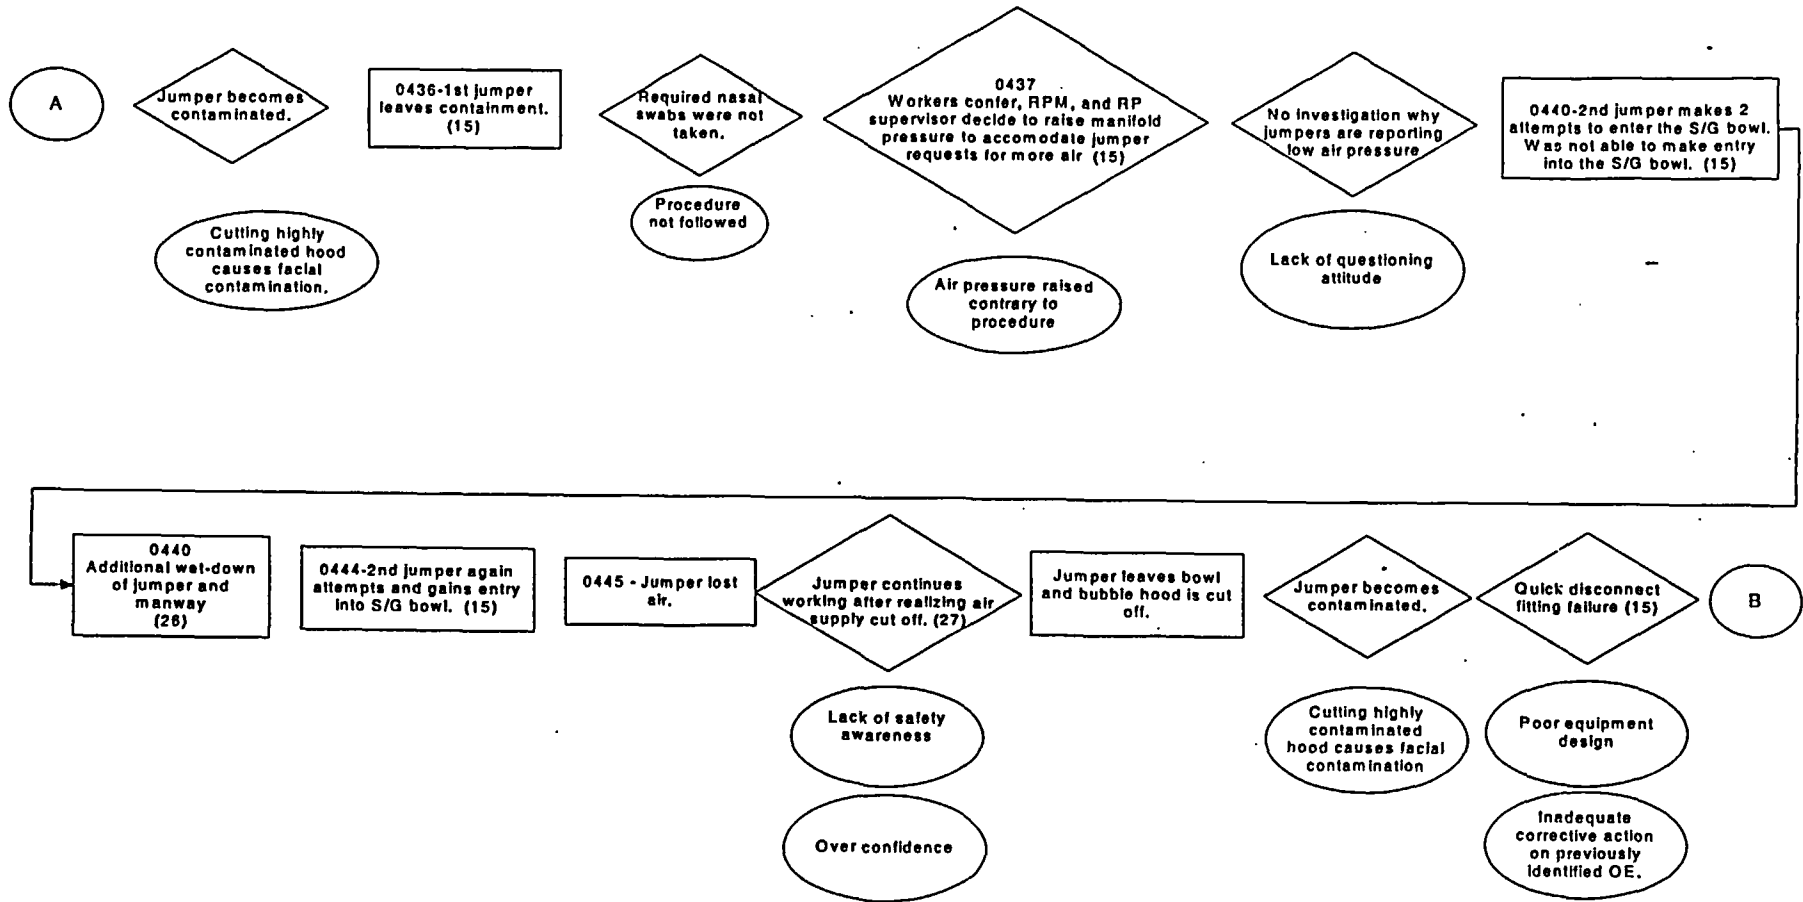 A
Jumper becomes
contaminated.
0436-1st jumper
leaves containment.
(15)
Required nasal
swabs were not
taken.
0437
Workers confer, RPM, and RP
supervisor decide to raise manifold
pressure to accomodate jumper
requests for more air (15)
No investigation why
jumpers are reporting
low air pressure
0440-2nd jumper makes 2
attempts to enter the S/G bowl.
Was not able to make entry
into the S/G bowl. (15)
Cutting highly
contaminated hood
causes facial
contamination.
Procedure
not followed
Air pressure raised
contrary to
procedure
Lack of questioning
attitude
0440
Additional wet-down
of jumper and
manway
(26)
0444-2nd jumper again
attempts and gains entry
into S/G bowl. (15)
0445 - Jumper lost
air.
Jumper continues
working after realizing air
supply cut off. (27)
Jumper leaves bowl
and bubble hood is cut
off.
Jumper becomes
contaminated.
Quick disconnect
fitting failure (15)
B
Lack of safety
awareness
Over confidence
Cutting highly
contaminated
hood causes facial
contamination
Poor equipment
design
Inadequate
corrective action
on previously
identified OE.